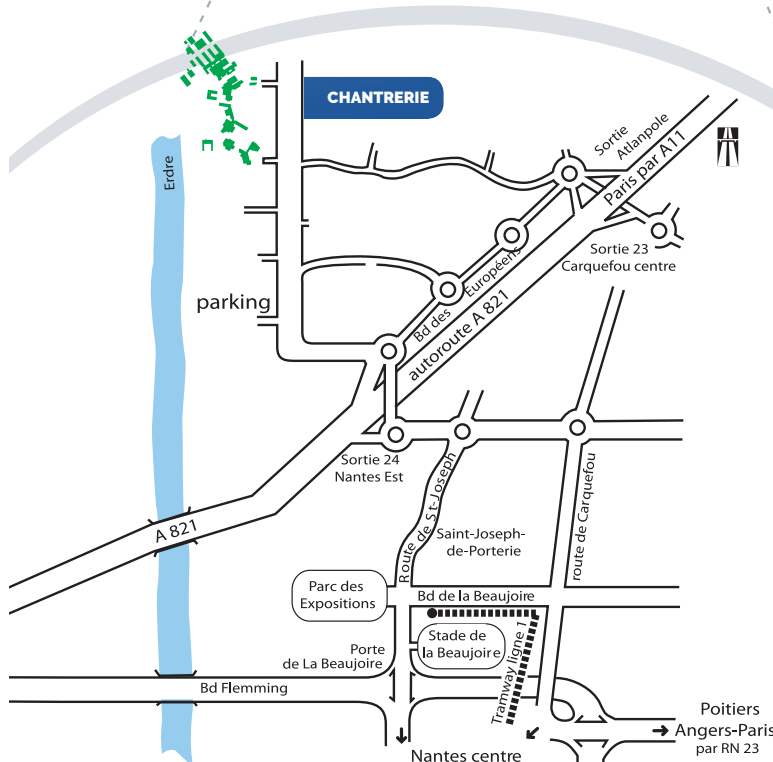 CHANTRERIE
Sortie
Atlanpole
Paris par A11
Erdre
Sortie 23
Carquefou centre
Bd des Européens
parking
autoroute A 821
Sortie 24
Nantes Est
Route de St-Joseph
route de Carquefou
A 821
Saint-Joseph-
de-Porterie
Parc des
Expositions
Bd de la Beaujoire
Stade de
la Beaujoire
Porte
de La Beaujoire
Tramway ligne 1
Bd Flemming
Poitiers
Angers-Paris
par RN 23
Nantes centre